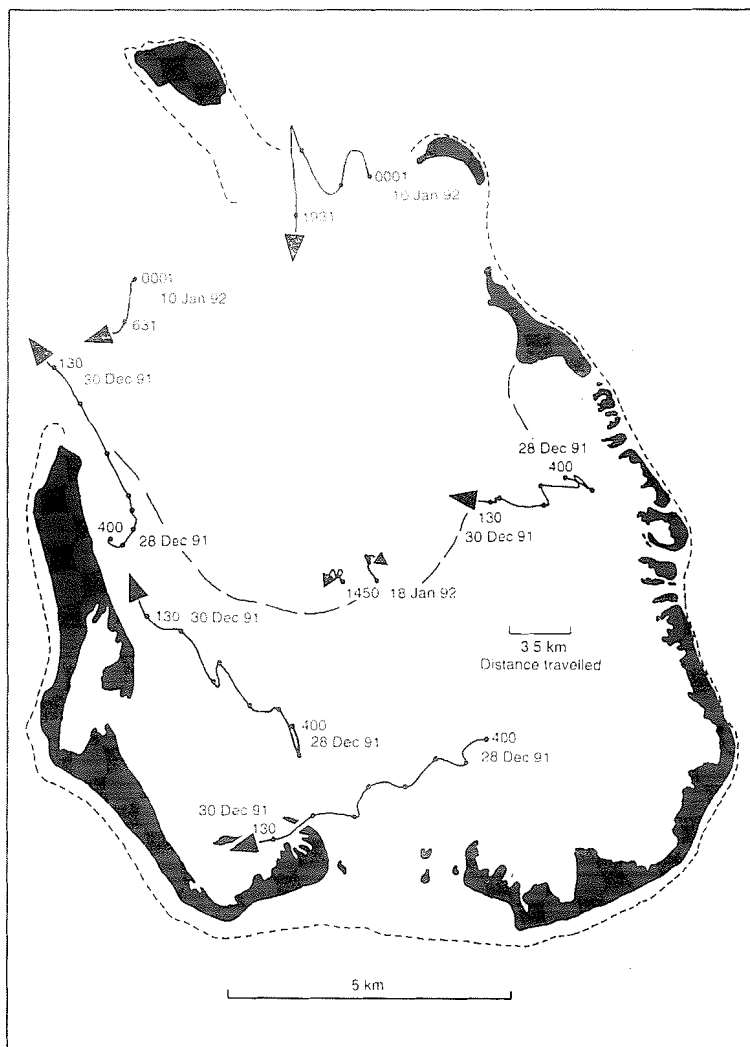 0001
10 Jan 92
1931
0001
10 Jan 92
631
130
30 Dec 91
28 Dec 91
400
400
28 Dec 91
130
30 Dec 91
1450 18 Jan 92
130 30 Dec 91
3.5 km
Distance travelled
400
28 Dec 91
400
28 Dec 91
30 Dec 91
130
5 km